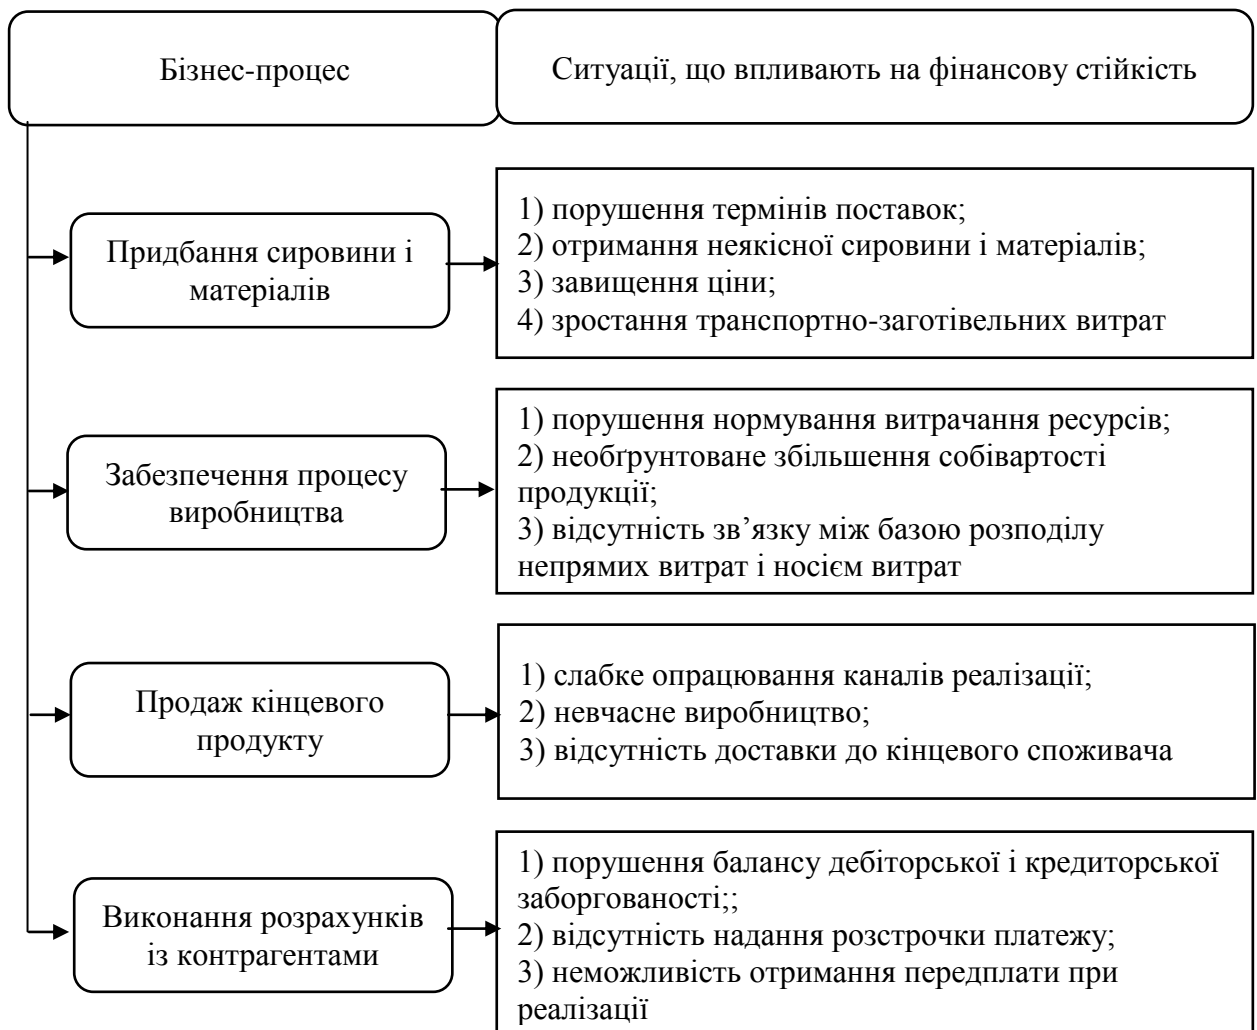 Бізнес-процес
Ситуації, що впливають на фінансову стійкість
Придбання сировини і
матеріалів
1) порушення термінів поставок;
2) отримання неякісної сировини і матеріалів;
3) завищення ціни;
4) зростання транспортно-заготівельних витрат
Забезпечення процесу
виробництва
1) порушення нормування витрачання ресурсів;
2) необґрунтоване збільшення собівартості
продукції;
3) відсутність зв’язку між базою розподілу
непрямих витрат і носієм витрат
Продаж кінцевого
продукту
1) слабке опрацювання каналів реалізації;
2) невчасне виробництво;
3) відсутність доставки до кінцевого споживача
Виконання розрахунків
із контрагентами
1) порушення балансу дебіторської і кредиторської
заборгованості;;
2) відсутність надання розстрочки платежу;
3) неможливість отримання передплати при
реалізації